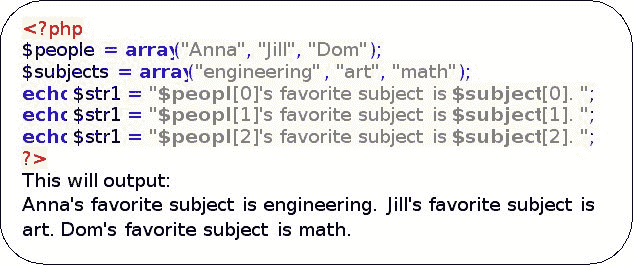 <?php
$people = array("Anna", "Jill", "Dom");
$subjects = array("engineering" , "art", "math");
echo $str1 = "$peopl[0]'s favorite subject is $subject[0]. ";
echo $str1 = "$peopl[1]'s favorite subject is $subject[1]. ";
echo $str1 = "$peopl[2]'s favorite subject is $subject[2]. ";
?>
This will output:
Anna's favorite subject is engineering. Jill's favorite subject is
art. Dom's favorite subject is math.